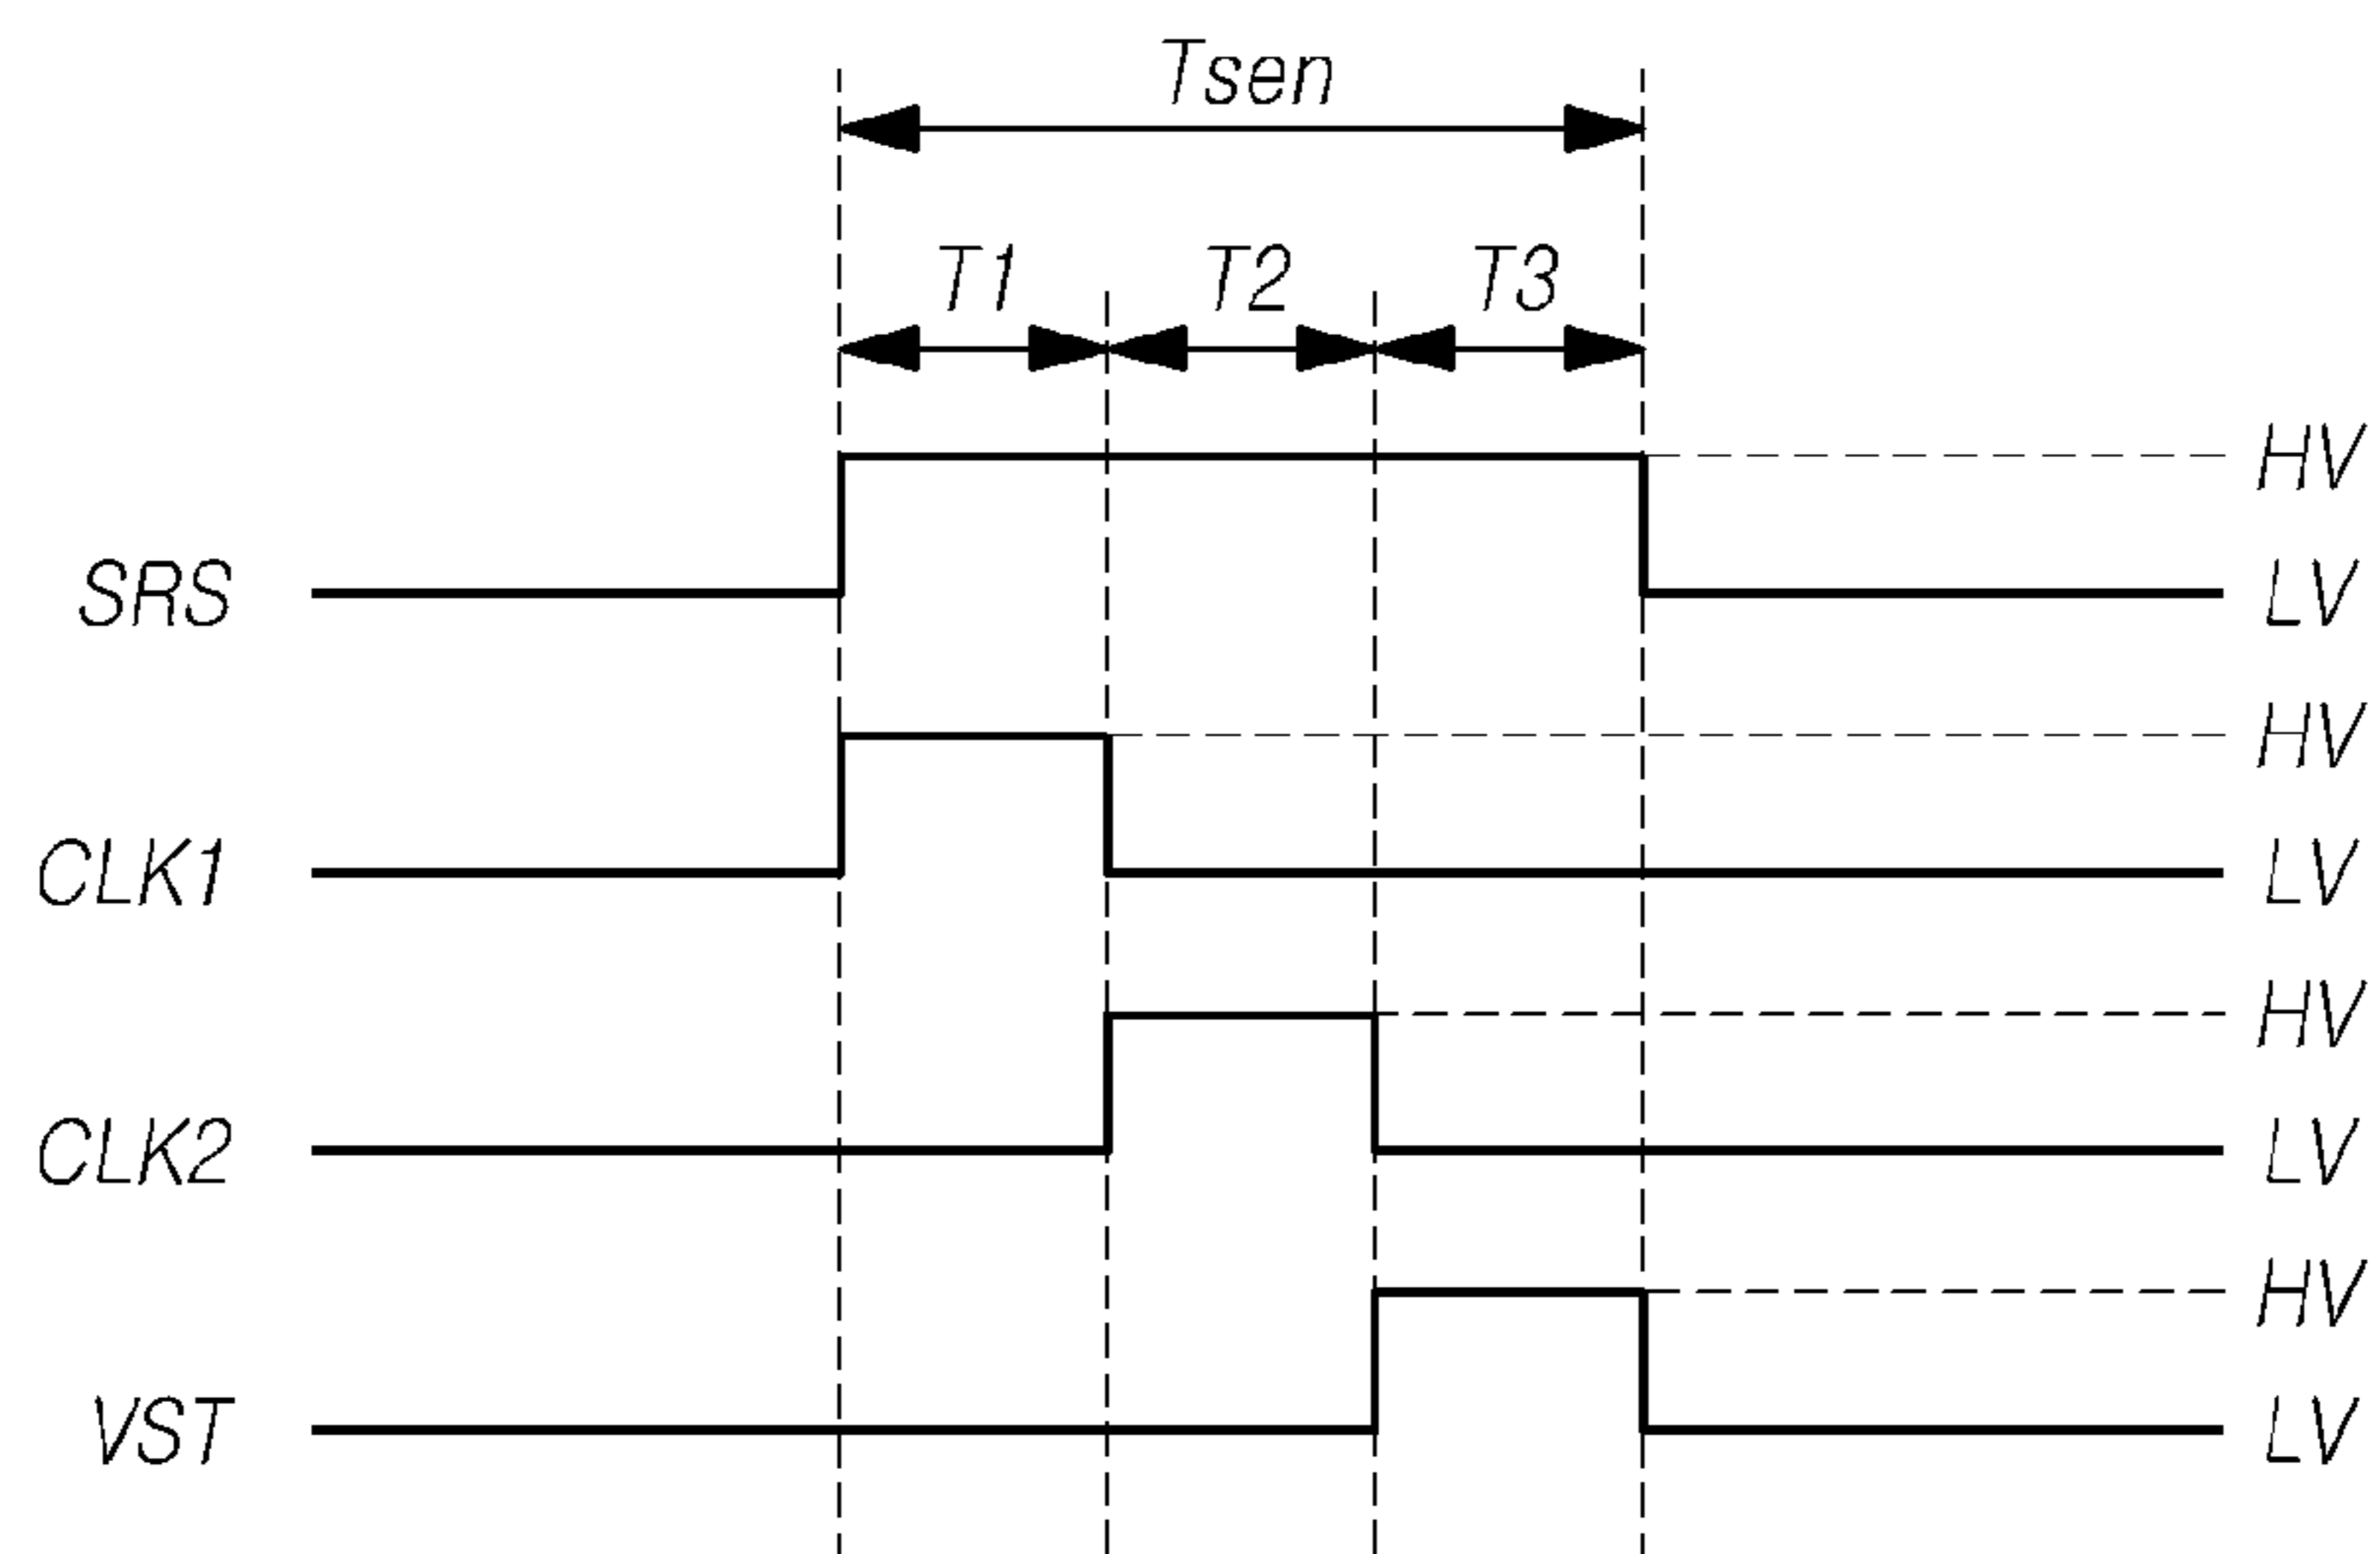 Tsen
T1 T2 T3
HV
SRS LV
HV
CLK1 LV
HV
CLK2 LV
HV
VST LV